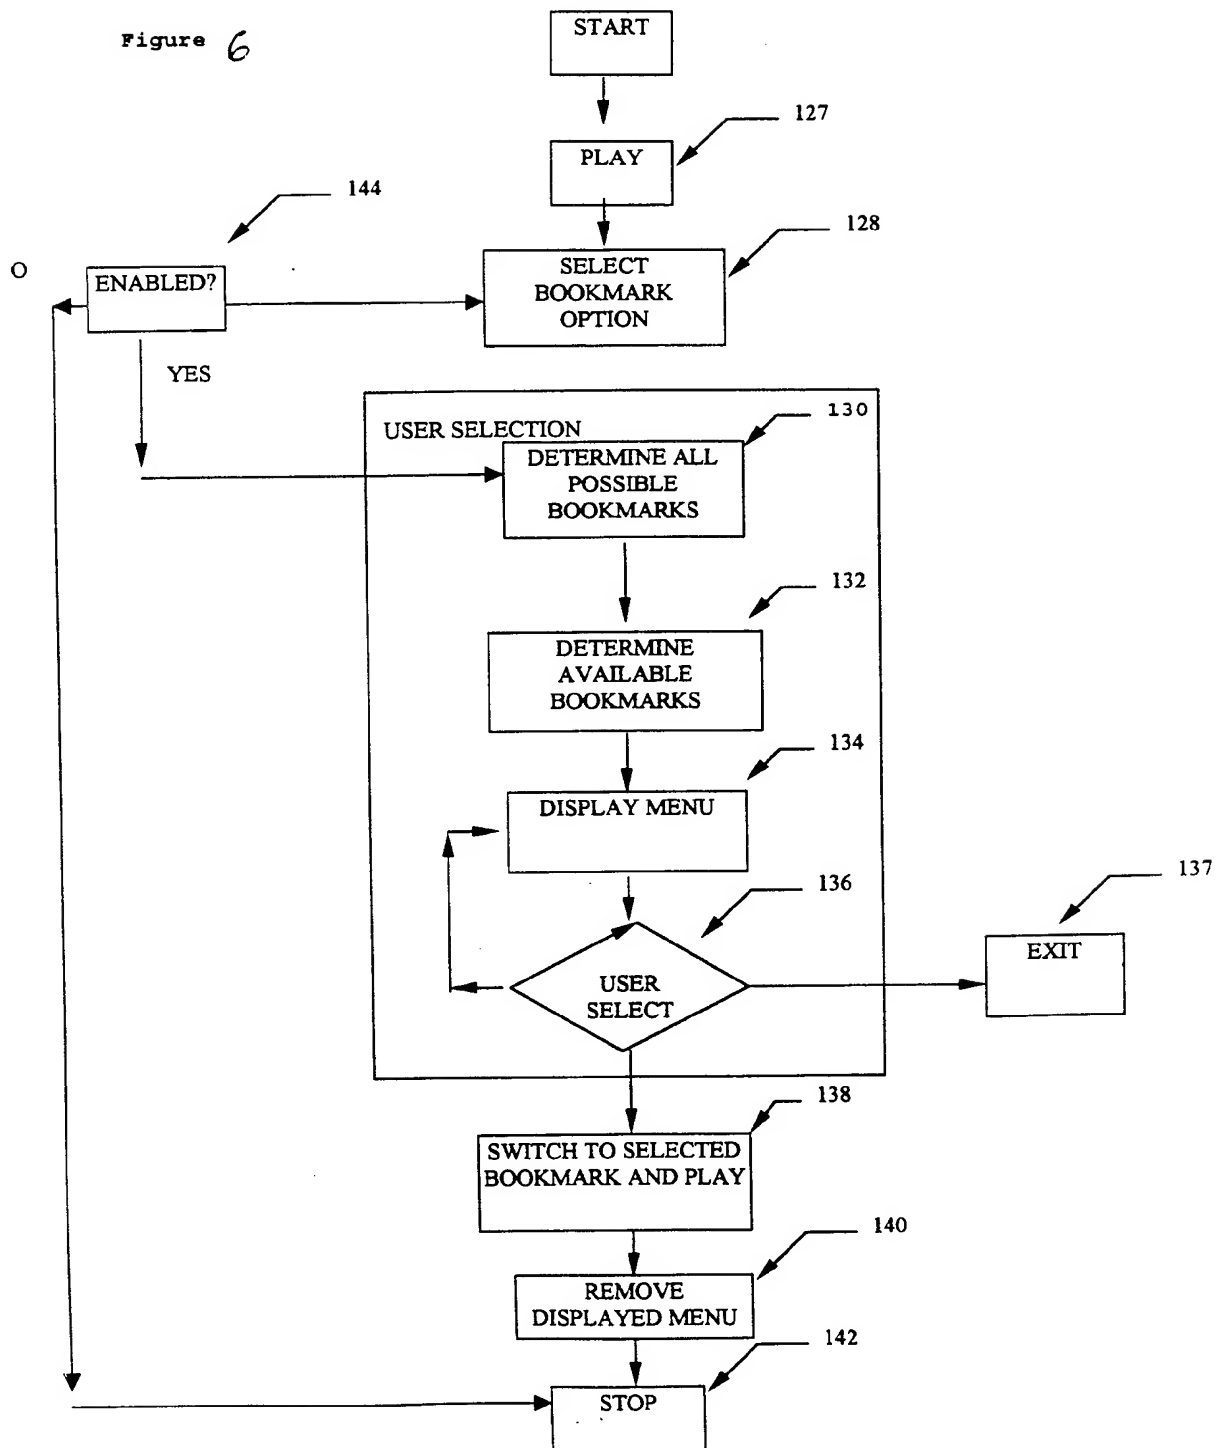 Figure 6
START
127
PLAY
144
128
O
ENABLED?
SELECT
BOOKMARK
OPTION
YES
130
USER SELECTION
DETERMINE ALL
POSSIBLE
BOOKMARKS
132
DETERMINE
AVAILABLE
BOOKMARKS
134
DISPLAY MENU
136
137
EXIT
USER
SELECT
138
SWITCH TO SELECTED
BOOKMARK AND PLAY
140
REMOVE
DISPLAYED MENU
142
STOP